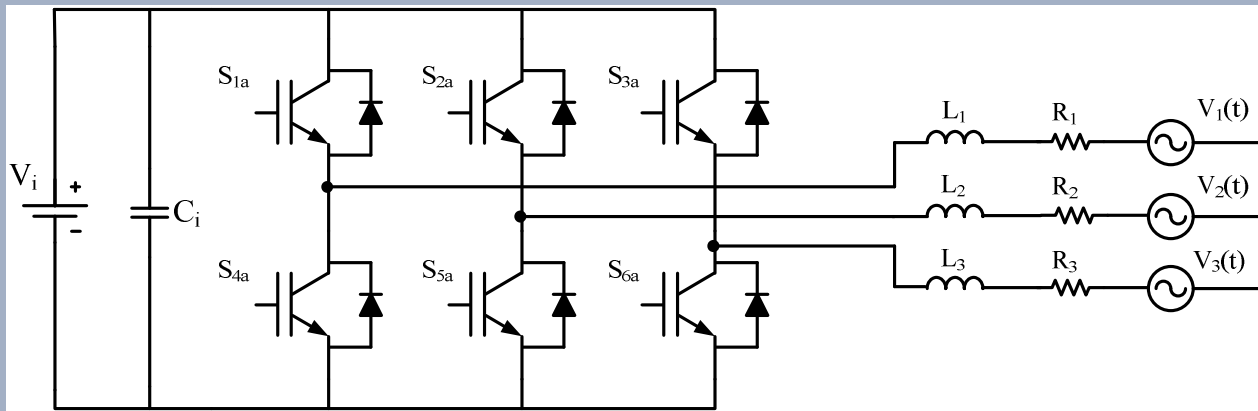 S1a
S2a
S3a
Vi
+
-
Ci
S4a
S5a
S6a
L1
R1
V1(t)
L2
R2
V2(t)
L3
R3
V3(t)